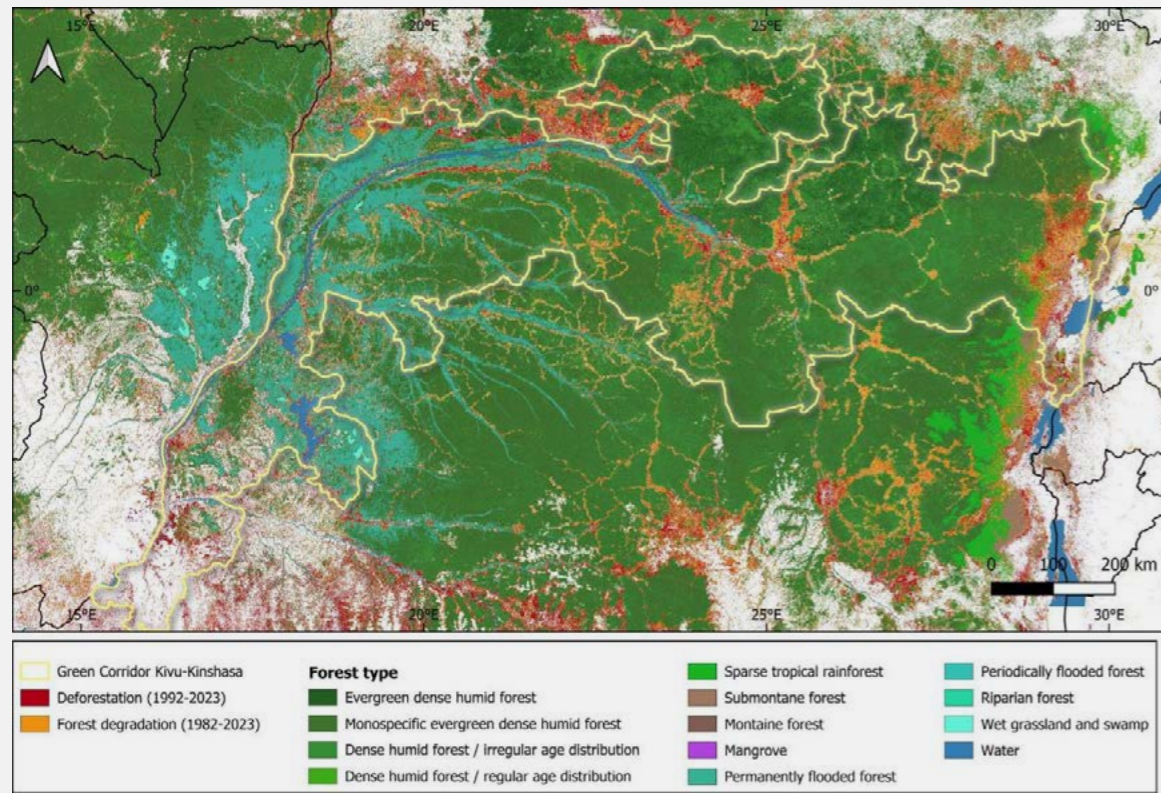 15°E 20°E 25°E 30°E
0° 0°
0 100 200 km
15°E 20°E 25°E 30°E
Green Corridor Kivu-Kinshasa
Deforestation (1992-2023)
Forest degradation (1982-2023)
Forest type
Evergreen dense humid forest
Monospecific evergreen dense humid forest
Dense humid forest / irregular age distribution
Dense humid forest / regular age distribution
Sparse tropical rainforest
Submontane forest
Montaine forest
Mangrove
Permanently flooded forest
Periodically flooded forest
Riparian forest
Wet grassland and swamp
Water